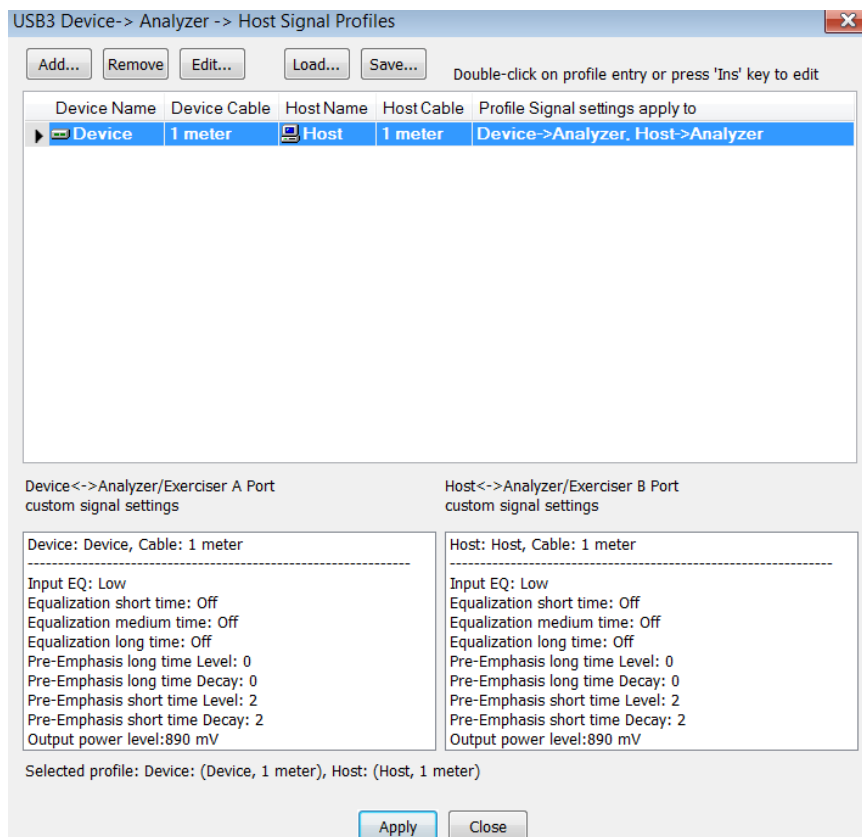 USB3 Device-> Analyzer -> Host Signal Profiles
Add... Remove Edit... Load... Save... Double-click on profile entry or press 'Ins' key to edit
Device Name Device Cable Host Name Host Cable Profile Signal settings apply to
Device 1 meter Host 1 meter Device->Analyzer, Host->Analyzer
Device<->Analyzer/Exerciser A Port
custom signal settings
Device: Device, Cable: 1 meter
--------------------------------------------------------------------
Input EQ: Low
Equalization short time: Off
Equalization medium time: Off
Equalization long time: Off
Pre-Emphasis long time Level: 0
Pre-Emphasis long time Decay: 0
Pre-Emphasis short time Level: 2
Pre-Emphasis short time Decay: 2
Output power level:890 mV
Host<->Analyzer/Exerciser B Port
custom signal settings
Host: Host, Cable: 1 meter
--------------------------------------------------------------------
Input EQ: Low
Equalization short time: Off
Equalization medium time: Off
Equalization long time: Off
Pre-Emphasis long time Level: 0
Pre-Emphasis long time Decay: 0
Pre-Emphasis short time Level: 2
Pre-Emphasis short time Decay: 2
Output power level:890 mV
Selected profile: Device: (Device, 1 meter), Host: (Host, 1 meter)
Apply Close